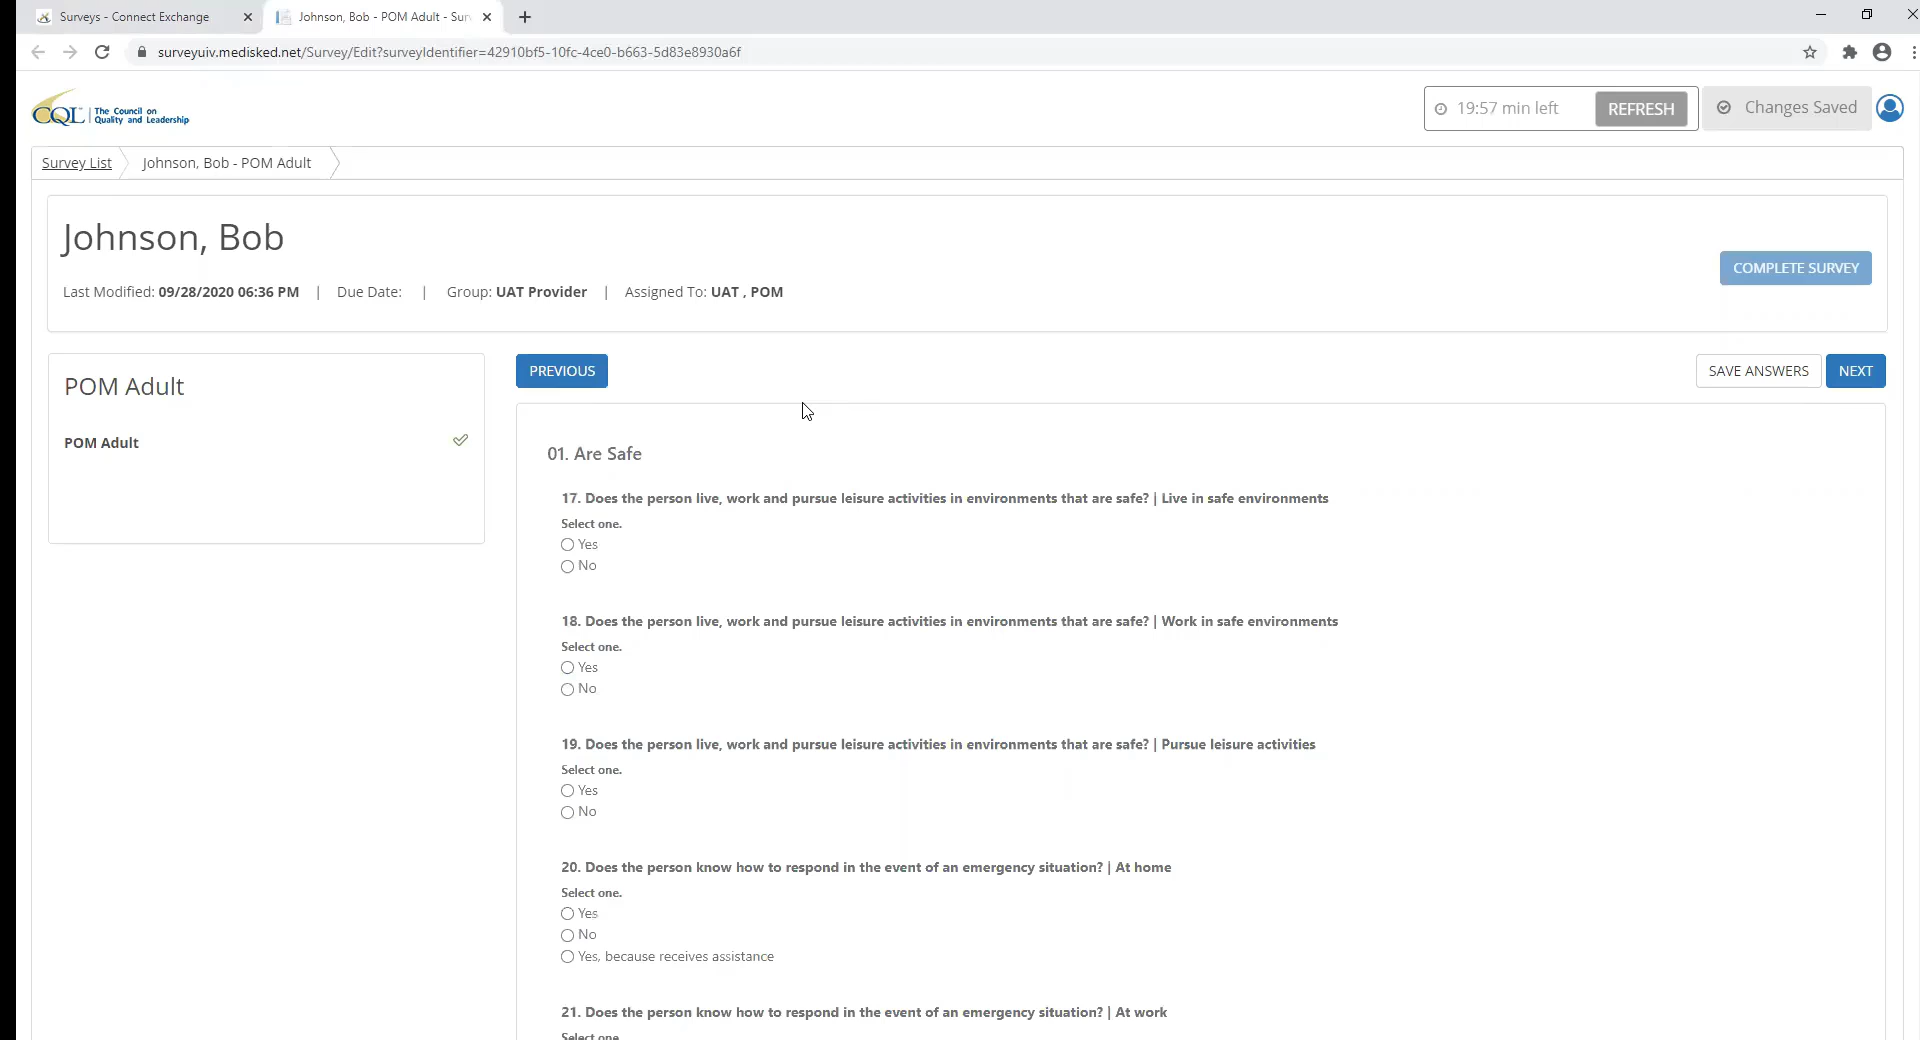 Surveys - Connect Exchange
Johnson, Bob - POM Adult - Sur
surveyuiv.medisked.net/Survey/Edit?surveyIdentifier=42910bf5-10fc-4ce0-b663-5d83e8930a6f
CQL The Council on
Quality and Leadership
19:57 min left REFRESH Changes Saved
Survey List Johnson, Bob - POM Adult
Johnson, Bob
COMPLETE SURVEY
Last Modified: 09/28/2020 06:36 PM | Due Date: | Group: UAT Provider | Assigned To: UAT , POM
POM Adult
POM Adult
PREVIOUS SAVE ANSWERS NEXT
01. Are Safe
17. Does the person live, work and pursue leisure activities in environments that are safe? | Live in safe environments
Select one.
Yes
No
18. Does the person live, work and pursue leisure activities in environments that are safe? | Work in safe environments
Select one.
Yes
No
19. Does the person live, work and pursue leisure activities in environments that are safe? | Pursue leisure activities
Select one.
Yes
No
20. Does the person know how to respond in the event of an emergency situation? | At home
Select one.
Yes
No
Yes, because receives assistance
21. Does the person know how to respond in the event of an emergency situation? | At work
Select one.